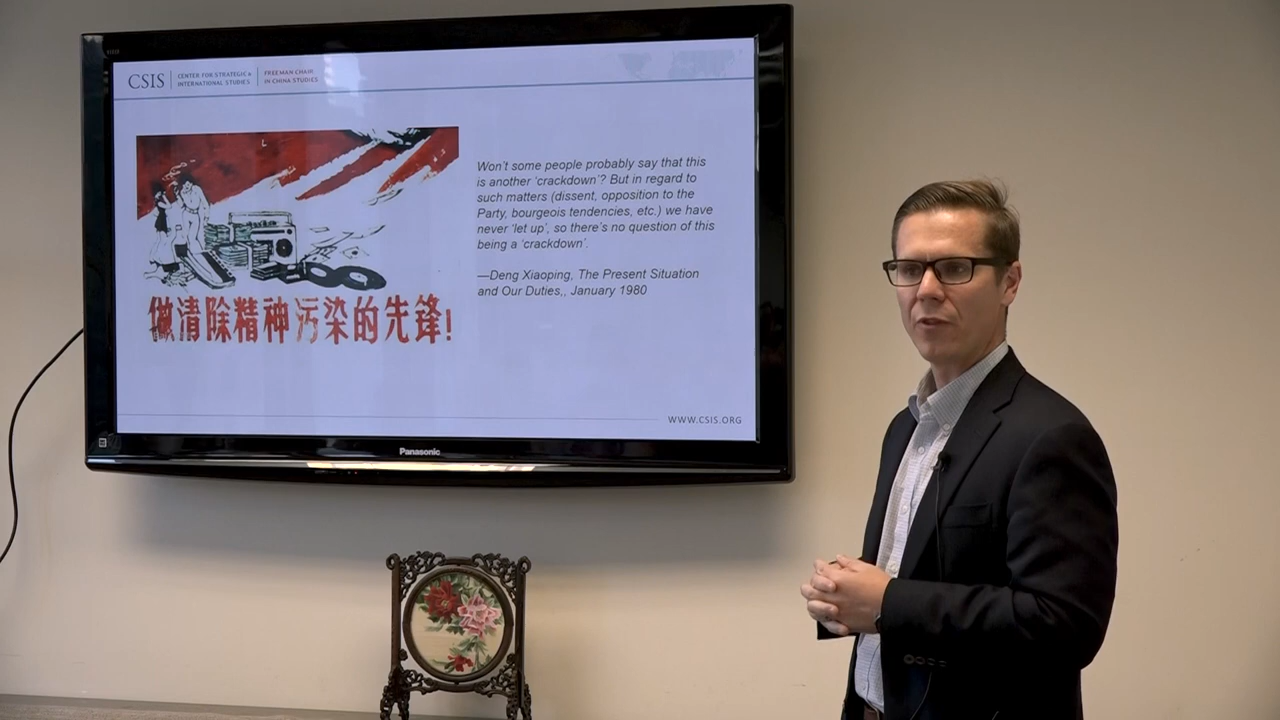 CSIS
CENTER FOR STRATEGIC &
INTERNATIONAL STUDIES
FREEMAN CHAIR
IN CHINA STUDIES
做清除精神污染的先锋!
Won't some people probably say that this
is another 'crackdown'? But in regard to
such matters (dissent, opposition to the
Party, bourgeois tendencies, etc.) we have
never 'let up', so there's no question of this
being a 'crackdown'.
—Deng Xiaoping, The Present Situation
and Our Duties,, January 1980
WWW.CSIS.ORG
Panasonic